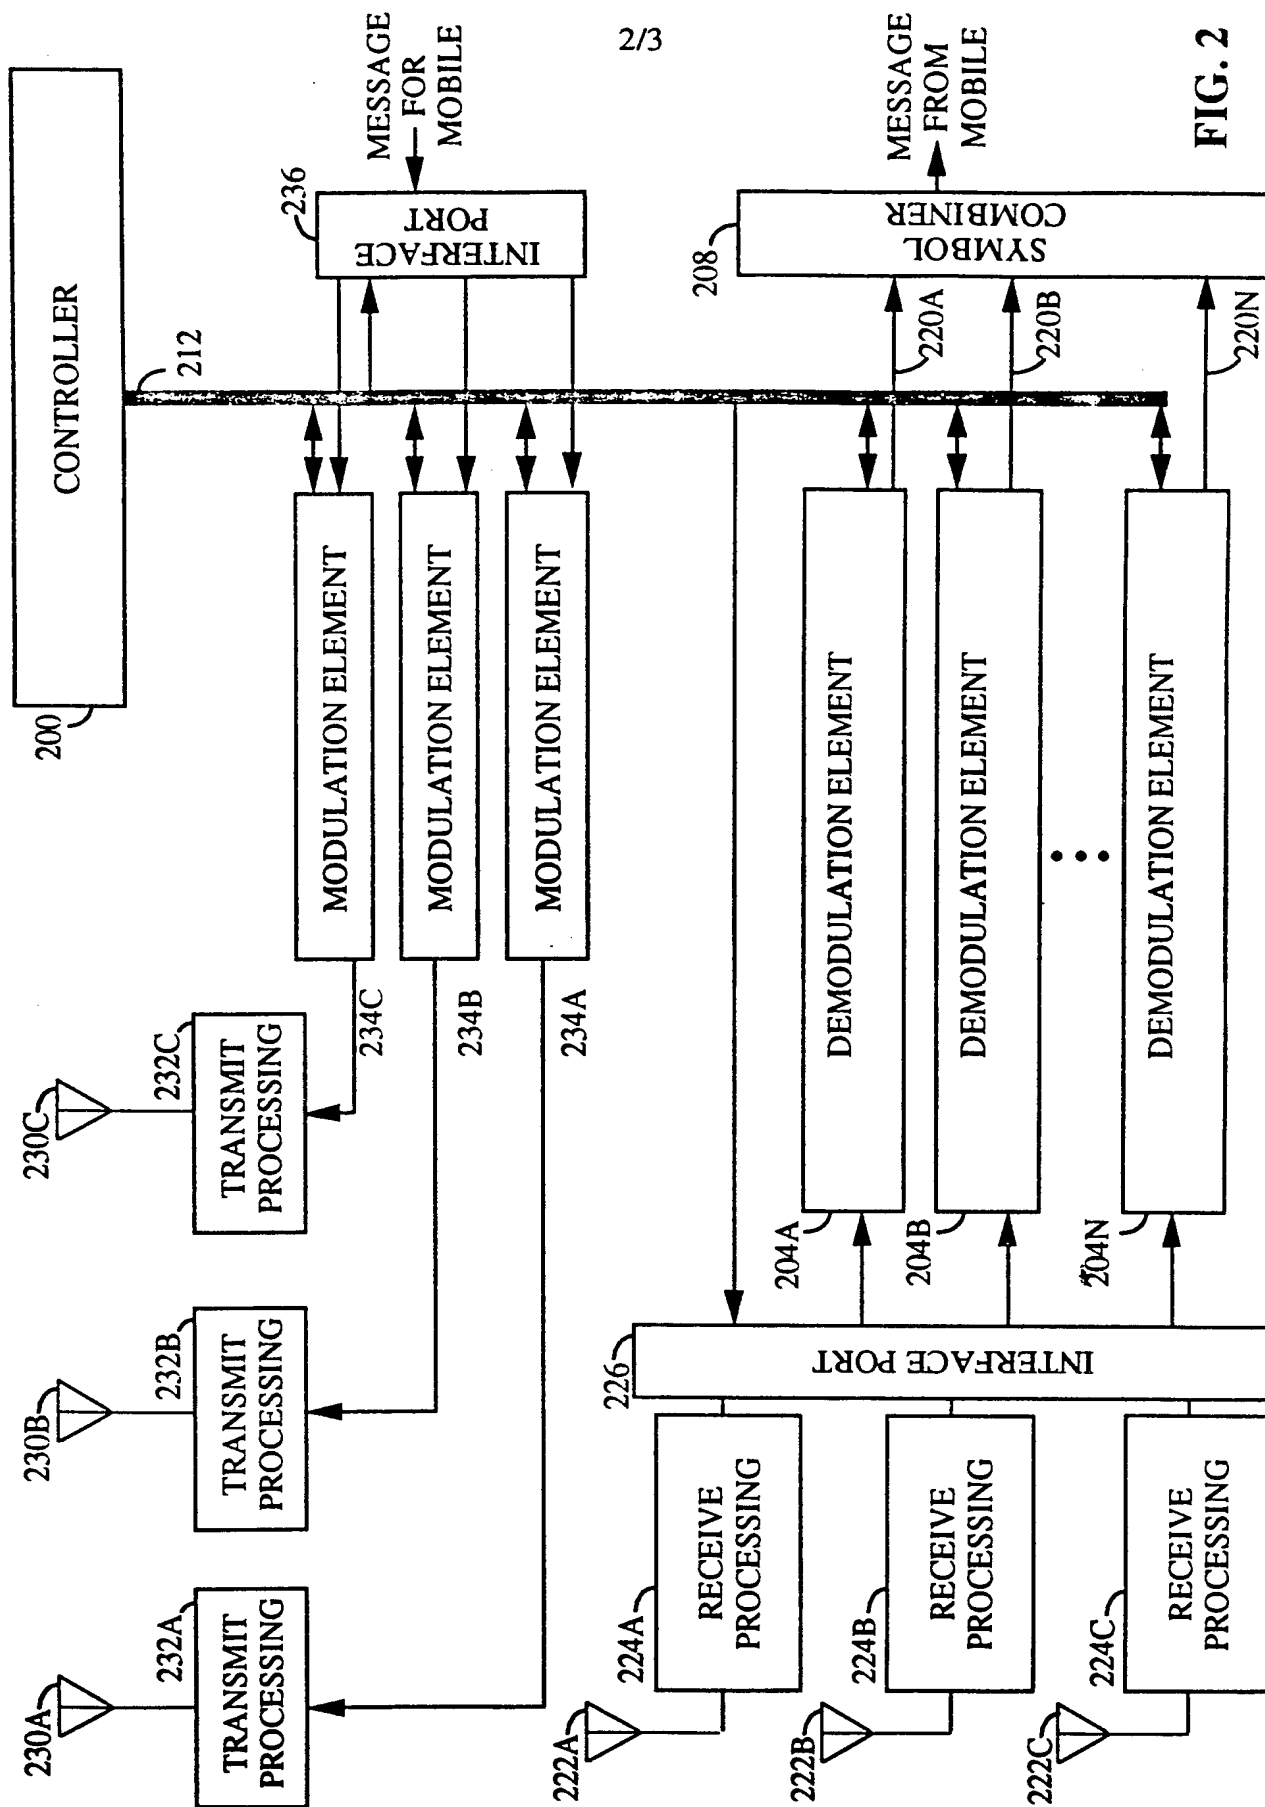 2/3
230A
230B
230C
200
CONTROLLER
232A
TRANSMIT
PROCESSING
232B
TRANSMIT
PROCESSING
232C
TRANSMIT
PROCESSING
212
234C
MODULATION ELEMENT
234B
MODULATION ELEMENT
234A
MODULATION ELEMENT
236
INTERFACE
PORT
MESSAGE
FOR
MOBILE
222A
224A
RECEIVE
PROCESSING
222B
224B
RECEIVE
PROCESSING
222C
224C
RECEIVE
PROCESSING
226
INTERFACE PORT
204A
DEMODULATION ELEMENT
204B
DEMODULATION ELEMENT
204N
DEMODULATION ELEMENT
220A
220B
220N
208
SYMBOL
COMBINER
MESSAGE
FROM
MOBILE
FIG. 2